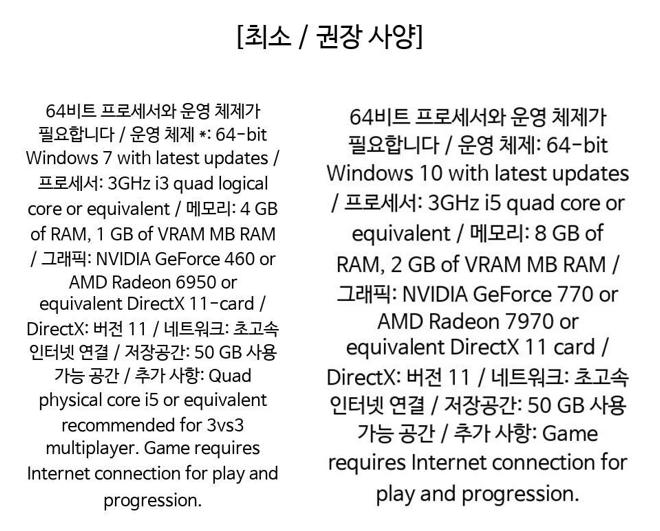 [최소 / 권장 사양]
64비트 프로세서와 운영 체제가
필요합니다 / 운영 체제 *: 64-bit
Windows 7 with latest updates /
프로세서: 3GHz i3 quad logical
core or equivalent / 메모리: 4 GB
of RAM, 1 GB of VRAM MB RAM
/ 그래픽: NVIDIA GeForce 460 or
AMD Radeon 6950 or
equivalent DirectX 11-card /
DirectX: 버전 11 / 네트워크: 초고속
인터넷 연결 / 저장공간: 50 GB 사용
가능 공간 / 추가 사항: Quad
physical core i5 or equivalent
recommended for 3vs3
multiplayer. Game requires
Internet connection for play and
progression.
64비트 프로세서와 운영 체제가
필요합니다 / 운영 체제: 64-bit
Windows 10 with latest updates
/ 프로세서: 3GHz i5 quad core or
equivalent / 메모리: 8 GB of
RAM, 2 GB of VRAM MB RAM /
그래픽: NVIDIA GeForce 770 or
AMD Radeon 7970 or
equivalent DirectX 11 card /
DirectX: 버전 11 / 네트워크: 초고속
인터넷 연결 / 저장공간: 50 GB 사용
가능 공간 / 추가 사항: Game
requires Internet connection for
play and progression.